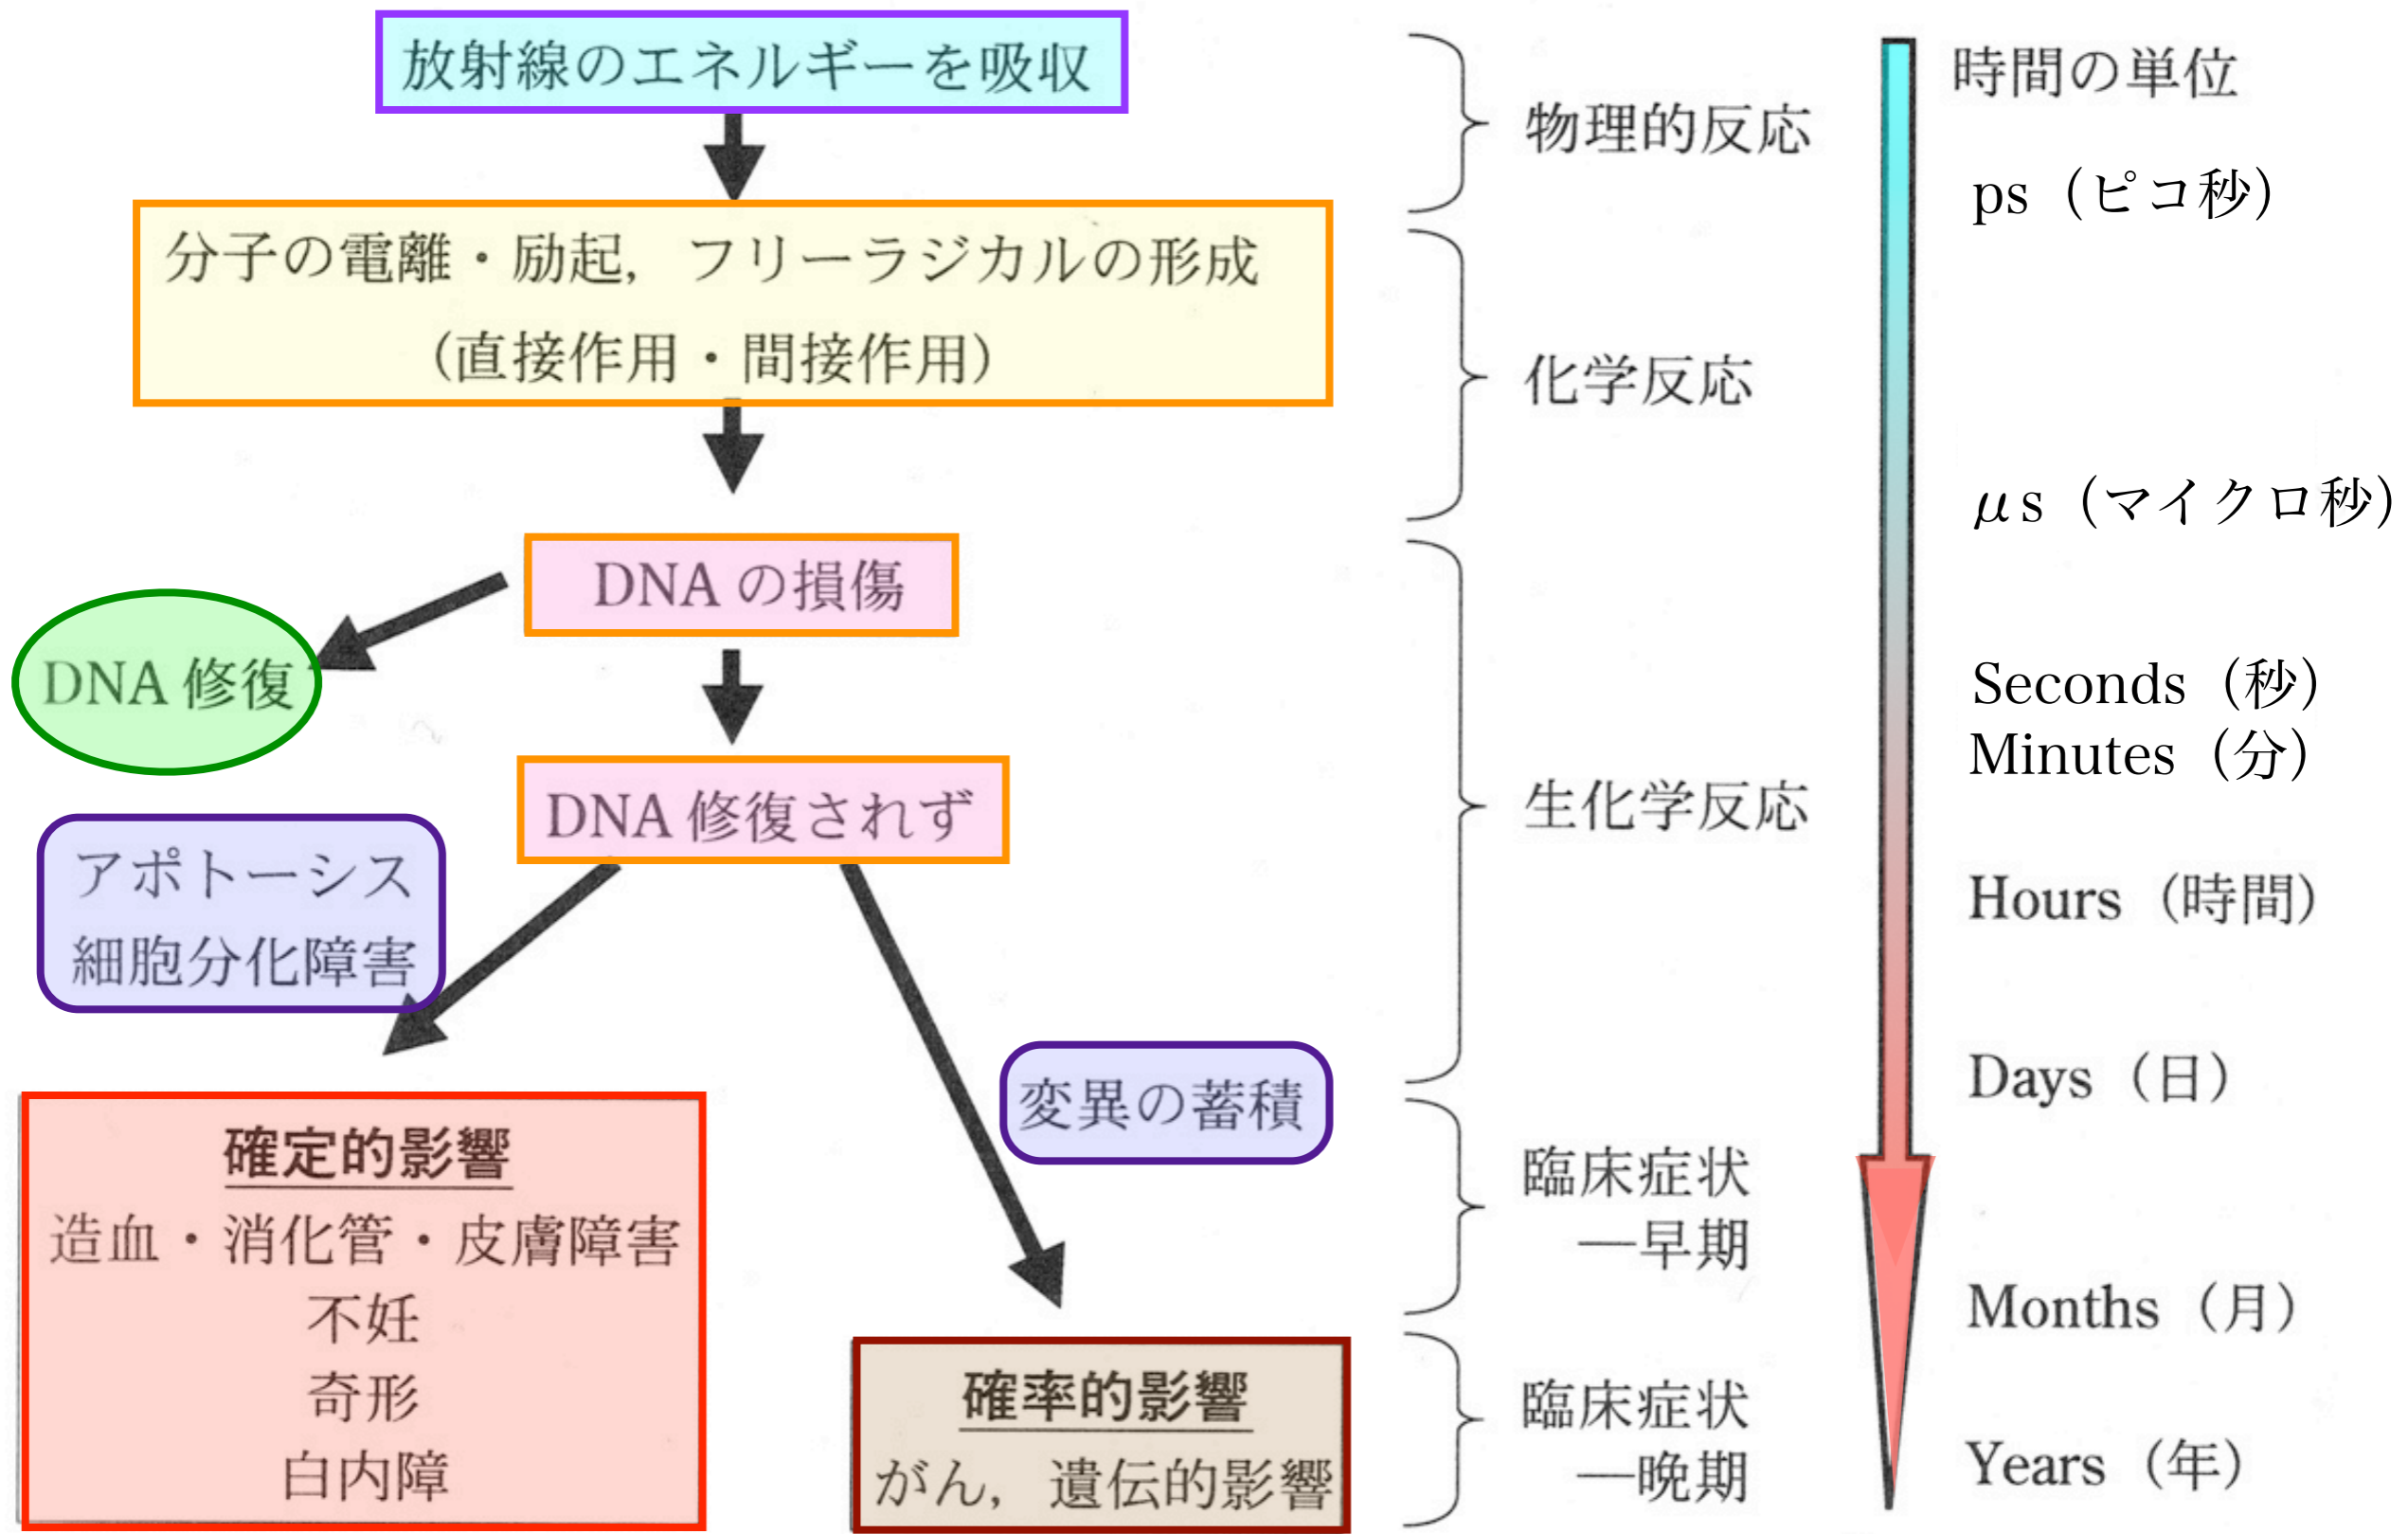 放射線のエネルギーを吸収
分子の電離・励起, フリーラジカルの形成
(直接作用・間接作用)
DNA の損傷
DNA 修復
DNA 修復されず
アポトーシス
細胞分化障害
変異の蓄積
確定的影響
造血・消化管・皮膚障害
不妊
奇形
白内障
確率的影響
がん, 遺伝的影響
物理的反応
化学反応
生化学反応
臨床症状
―早期
臨床症状
―晩期
時間の単位
ps (ピコ秒)
μs (マイクロ秒)
Seconds (秒)
Minutes (分)
Hours (時間)
Days (日)
Months (月)
Years (年)